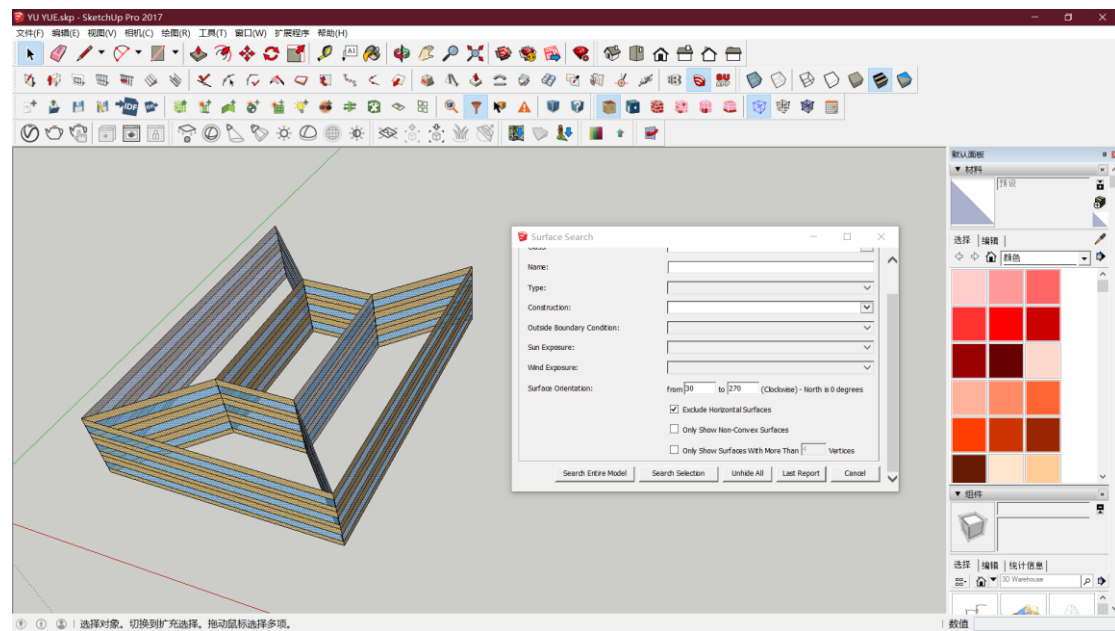 YU YUE.skp - SketchUp Pro 2017
文件(F) 编辑(E) 视图(V) 相机(C) 绘图(R) 工具(T) 窗口(W) 扩展程序 帮助(H)
默认面板
▼ 材料
预设
选择 编辑
颜色
Surface Search
Name:
Type:
Construction:
Outside Boundary Condition:
Sun Exposure:
Wind Exposure:
Surface Orientation: from 30 to 270 (Clockwise) - North is 0 degrees
Exclude Horizontal Surfaces
Only Show Non-Convex Surfaces
Only Show Surfaces With More Than Vertices
Search Entire Model Search Selection Unhide All Last Report Cancel
▼ 组件
选择 编辑 统计信息
3D Warehouse
选择对象。切换到扩充选择。拖动鼠标选择多项。
数值